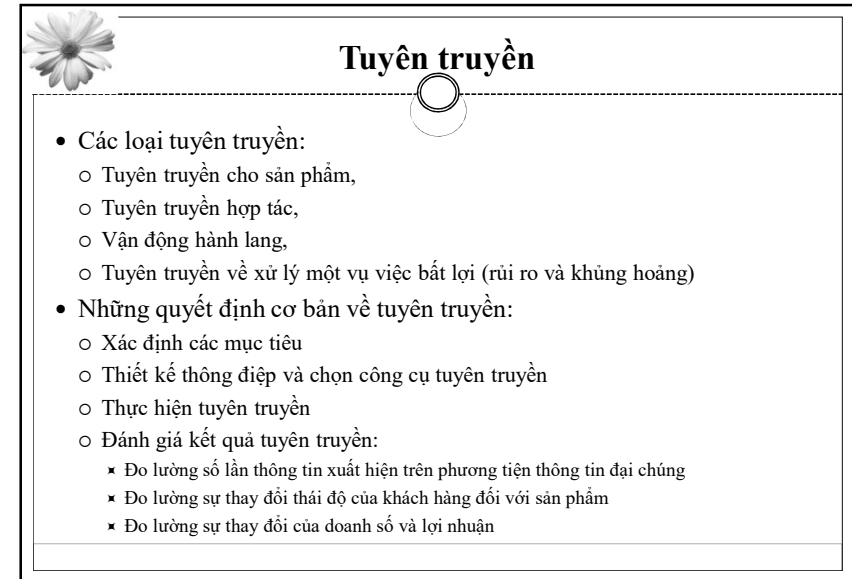 Tuyên truyền
• Các loại tuyên truyền:
o Tuyên truyền cho sản phẩm,
o Tuyên truyền hợp tác,
o Vận động hành lang,
o Tuyên truyền về xử lý một vụ việc bất lợi (rủi ro và khủng hoảng)
• Những quyết định cơ bản về tuyên truyền:
o Xác định các mục tiêu
o Thiết kế thông điệp và chọn công cụ tuyên truyền
o Thực hiện tuyên truyền
o Đánh giá kết quả tuyên truyền:
¤ Đo lường số lần thông tin xuất hiện trên phương tiện thông tin đại chúng
¤ Đo lường sự thay đổi thái độ của khách hàng đối với sản phẩm
¤ Đo lường sự thay đổi của doanh số và lợi nhuận